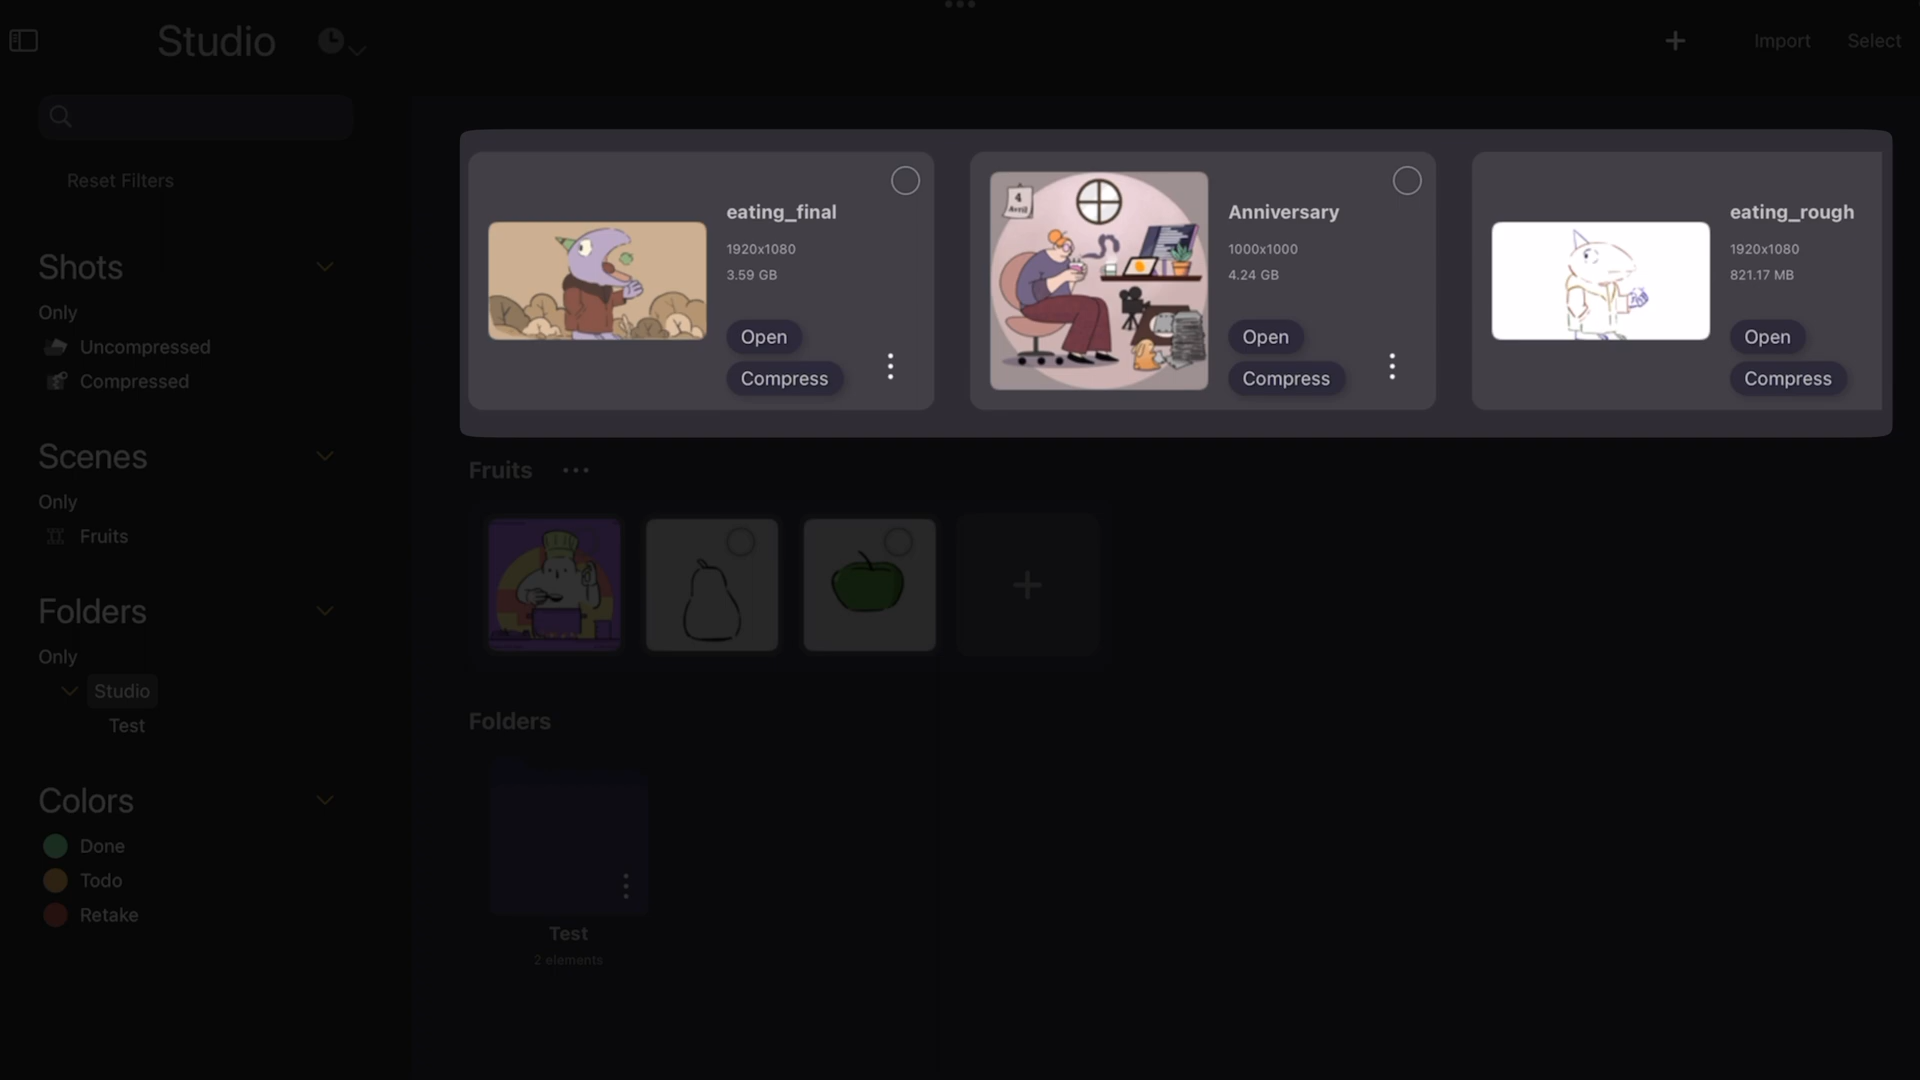 Studio
Import
Select
Reset Filters
Shots
Only
Uncompressed
Compressed
Scenes
Only
Fruits
Folders
Only
Studio
Test
Colors
Done
Todo
Retake
eating_final
1920x1080
3.59 GB
Open
Compress
4
Avril
Anniversary
1000x1000
4.24 GB
Open
Compress
eating_rough
1920x1080
821.17 MB
Open
Compress
Fruits
Folders
Test
2 elements